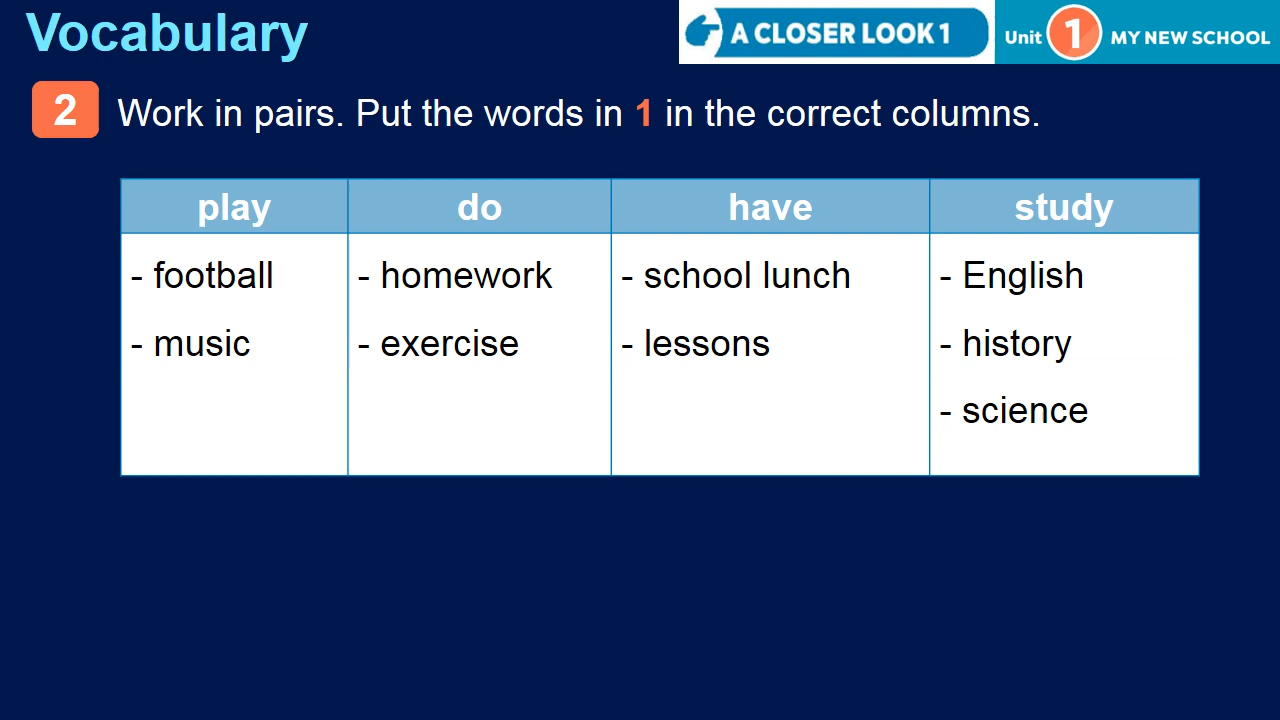 Vocabulary
A CLOSER LOOK 1
Unit 1 MY NEW SCHOOL
2 Work in pairs. Put the words in 1 in the correct columns.
play do have study
- football - homework - school lunch - English
- music - exercise - lessons - history
- science